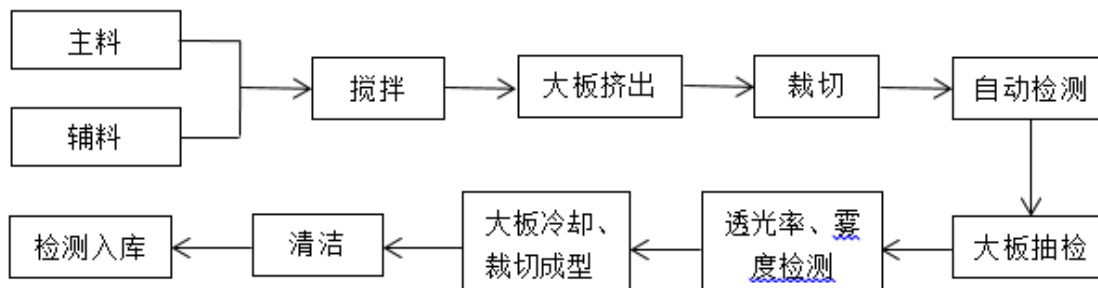 主料
辅料
搅拌
大板挤出
裁切
自动检测
大板抽检
透光率、雾
度检测
大板冷却、
裁切成型
清洁
检测入库